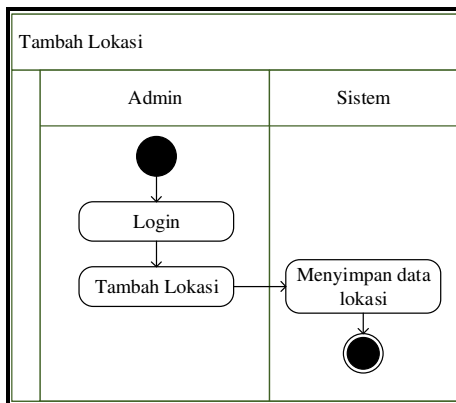 Tambah Lokasi
Admin
Sistem
Login
Tambah Lokasi
Menyimpan data
lokasi